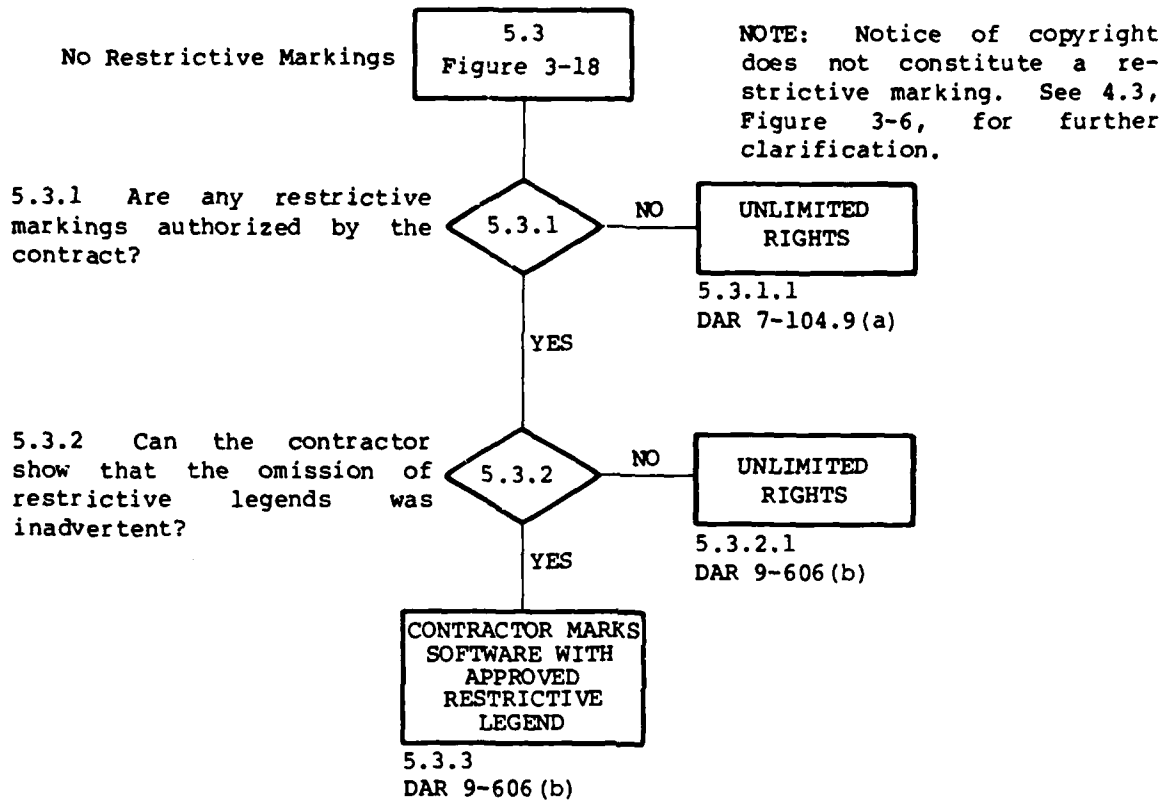 No Restrictive Markings
5.3
Figure 3-18
NOTE: Notice of copyright
does not constitute a re-
strictive marking. See 4.3,
Figure 3-6, for further
clarification.
5.3.1 Are any restrictive
markings authorized by the
contract?
5.3.1
NO
UNLIMITED
RIGHTS
5.3.1.1
DAR 7-104.9(a)
YES
5.3.2 Can the contractor
show that the omission of
restrictive legends was
inadvertent?
5.3.2
NO
UNLIMITED
RIGHTS
5.3.2.1
DAR 9-606(b)
YES
CONTRACTOR MARKS
SOFTWARE WITH
APPROVED
RESTRICTIVE
LEGEND
5.3.3
DAR 9-606(b)